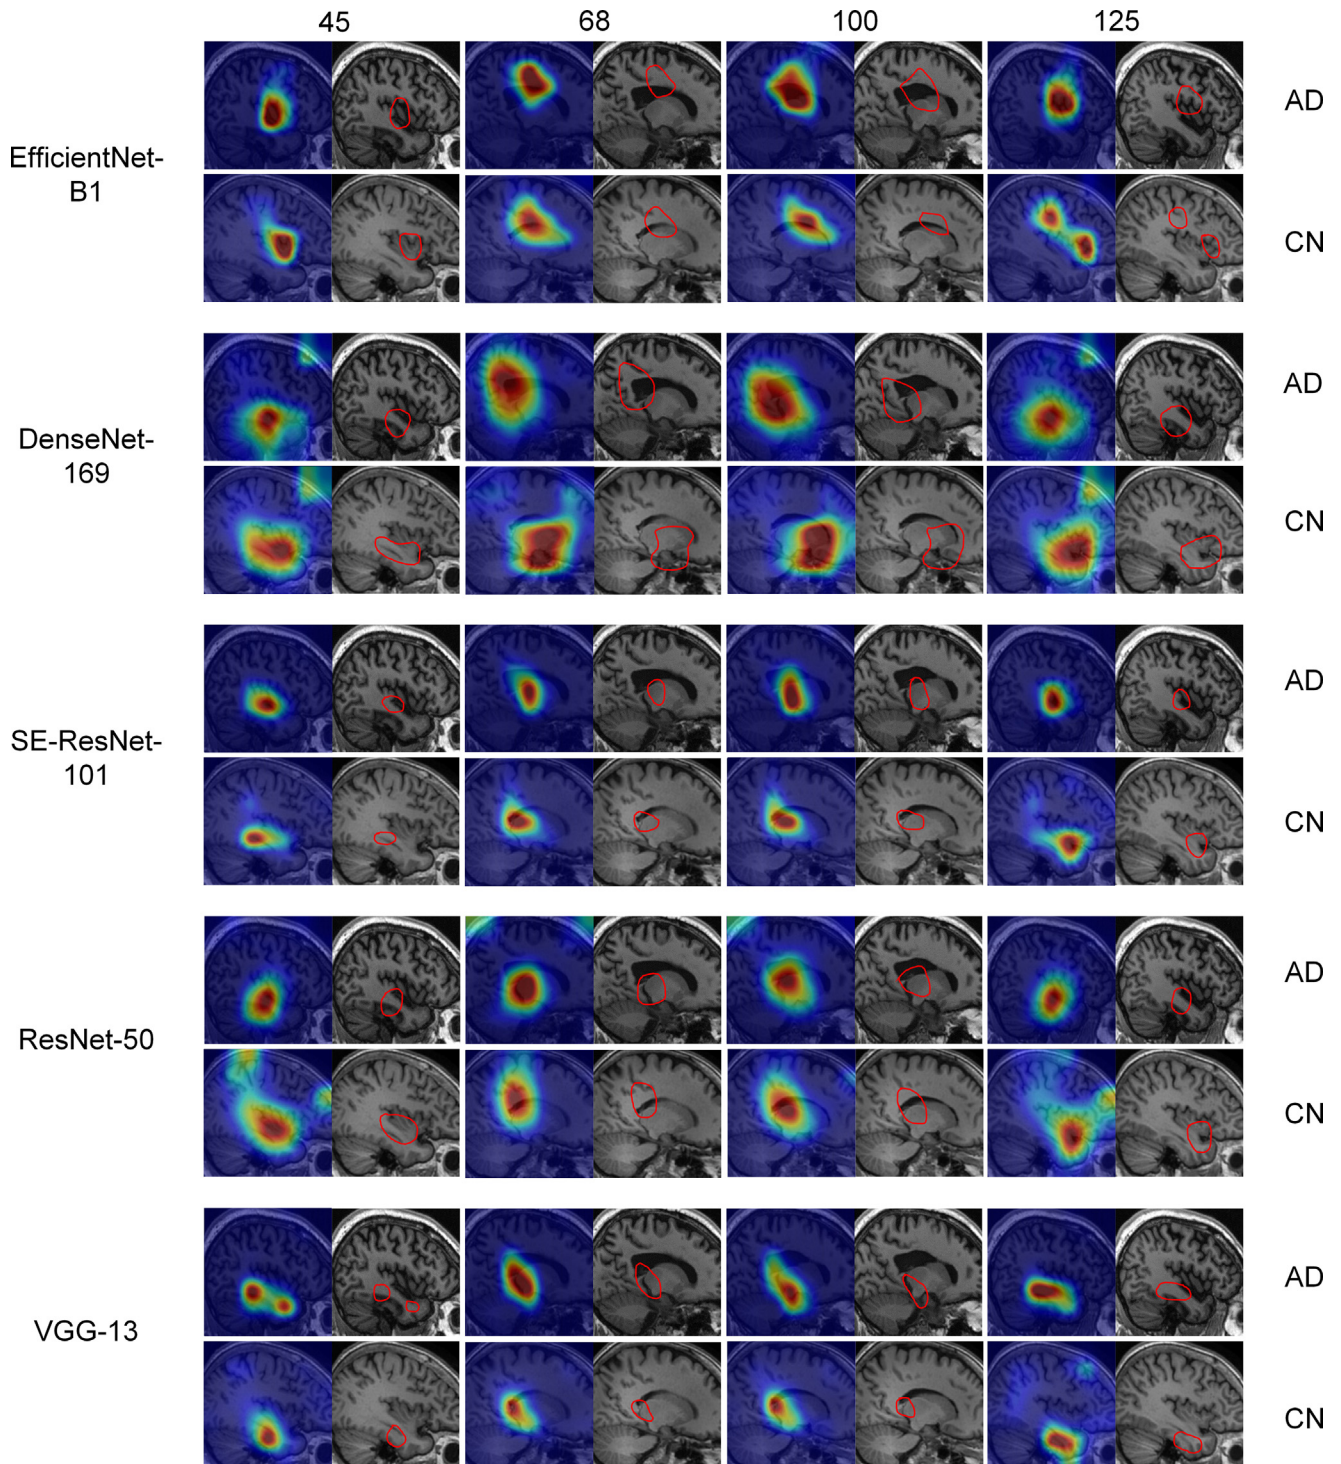 45 68 100 125
AD
EfficientNet-
B1
CN
AD
DenseNet-
169
CN
AD
SE-ResNet-
101
CN
AD
ResNet-50
CN
AD
VGG-13
CN